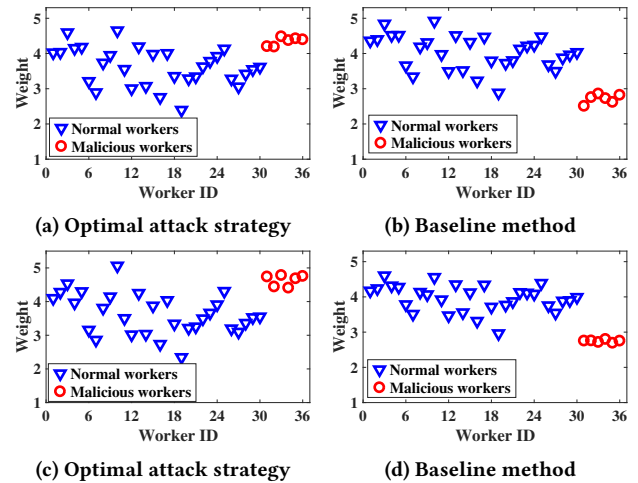 5
4
3
2
1
Weight
Normal workers
Malicious workers
0 6 12 18 24 30 36
Worker ID
(a) Optimal attack strategy
5
4
3
2
1
Weight
Normal workers
Malicious workers
0 6 12 18 24 30 36
Worker ID
(b) Baseline method
5
4
3
2
1
Weight
Normal workers
Malicious workers
0 6 12 18 24 30 36
Worker ID
(c) Optimal attack strategy
5
4
3
2
1
Weight
Normal workers
Malicious workers
0 6 12 18 24 30 36
Worker ID
(d) Baseline method